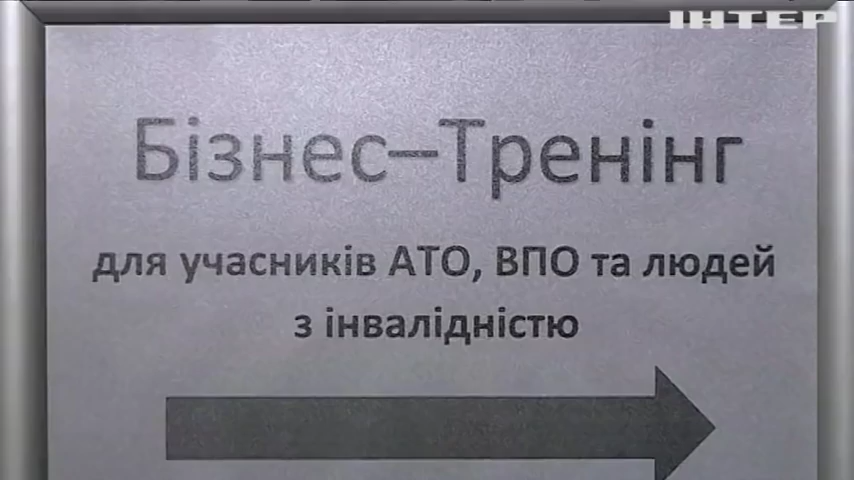 ІНТЕР
Бізнес–Тренінг
для учасників АТО, ВПО та людей
з інвалідністю